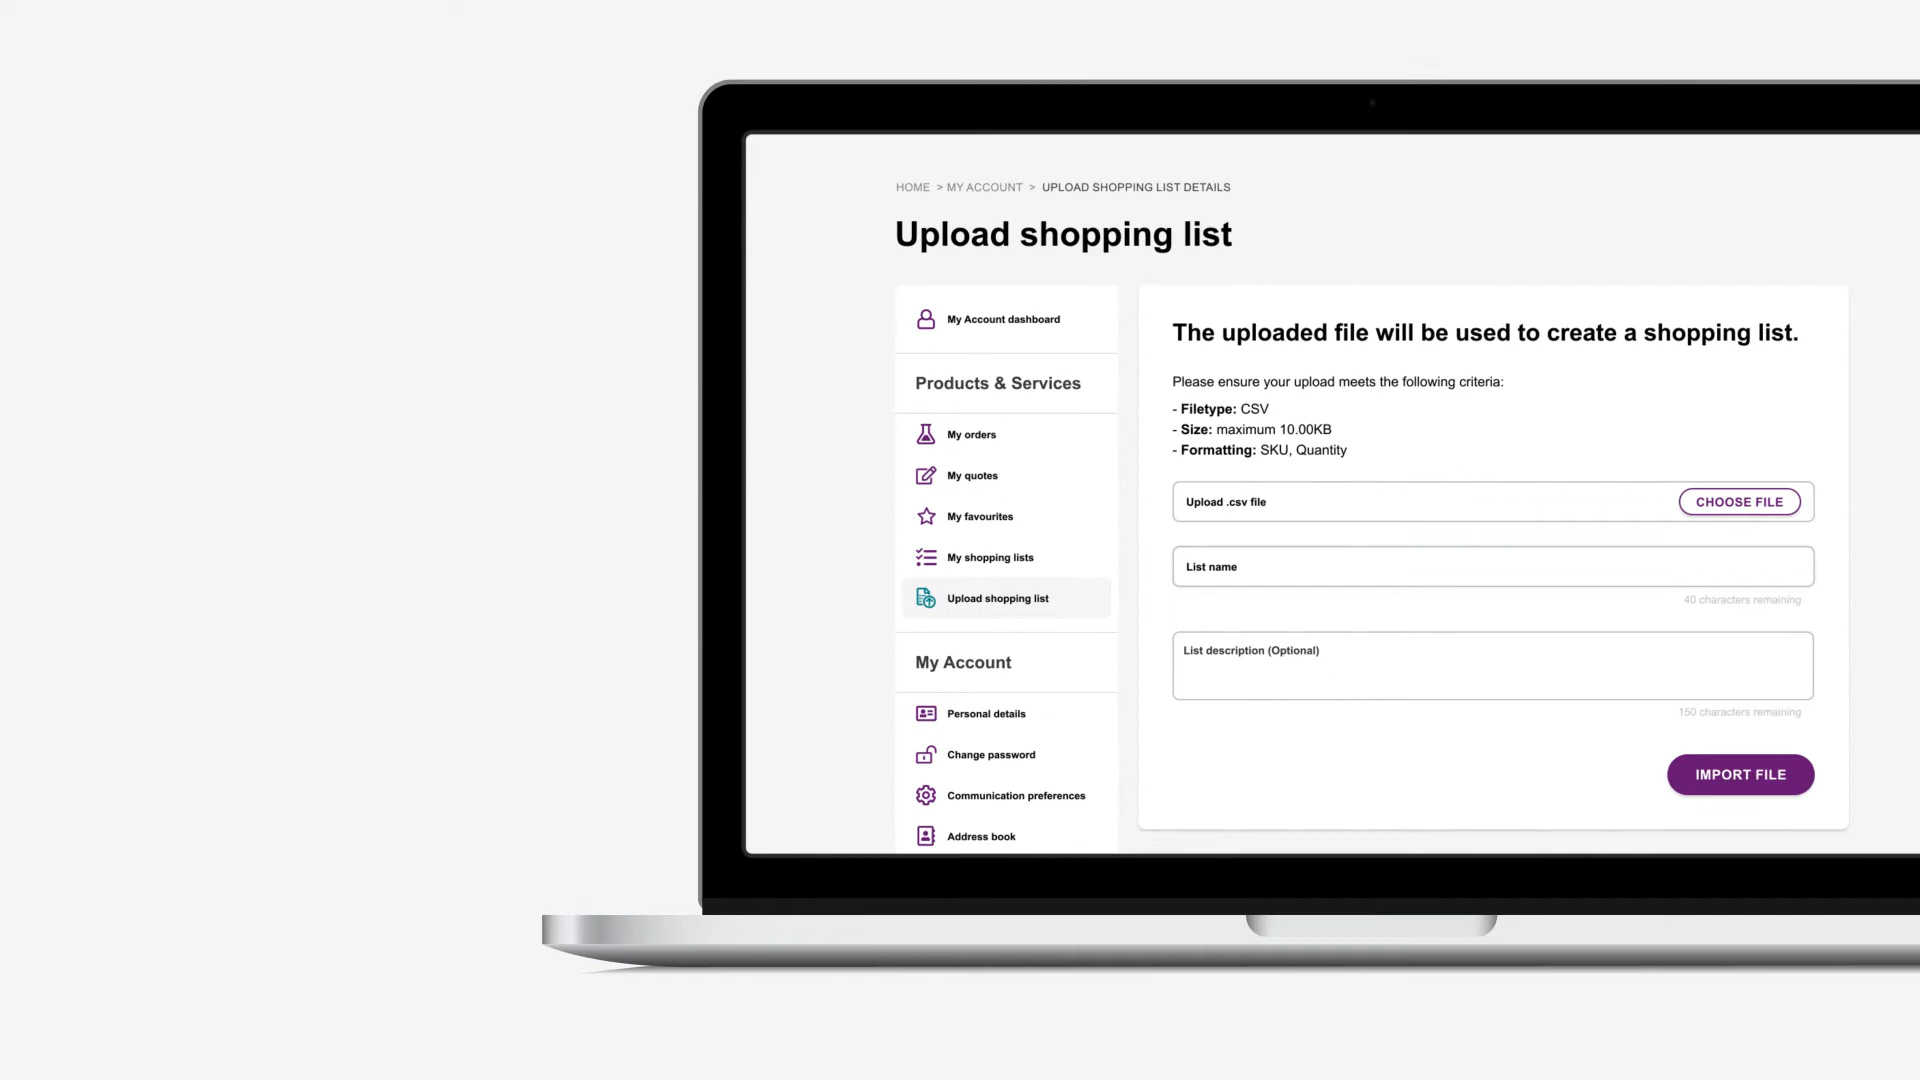 HOME > MY ACCOUNT > UPLOAD SHOPPING LIST DETAILS
Upload shopping list
My Account dashboard
Products & Services
My orders
My quotes
My favourites
My shopping lists
Upload shopping list
My Account
Personal details
Change password
Communication preferences
Address book
The uploaded file will be used to create a shopping list.
Please ensure your upload meets the following criteria:
- Filetype: CSV
- Size: maximum 10.00KB
- Formatting: SKU, Quantity
Upload .csv file CHOOSE FILE
List name
40 characters remaining
List description (Optional)
150 characters remaining
IMPORT FILE